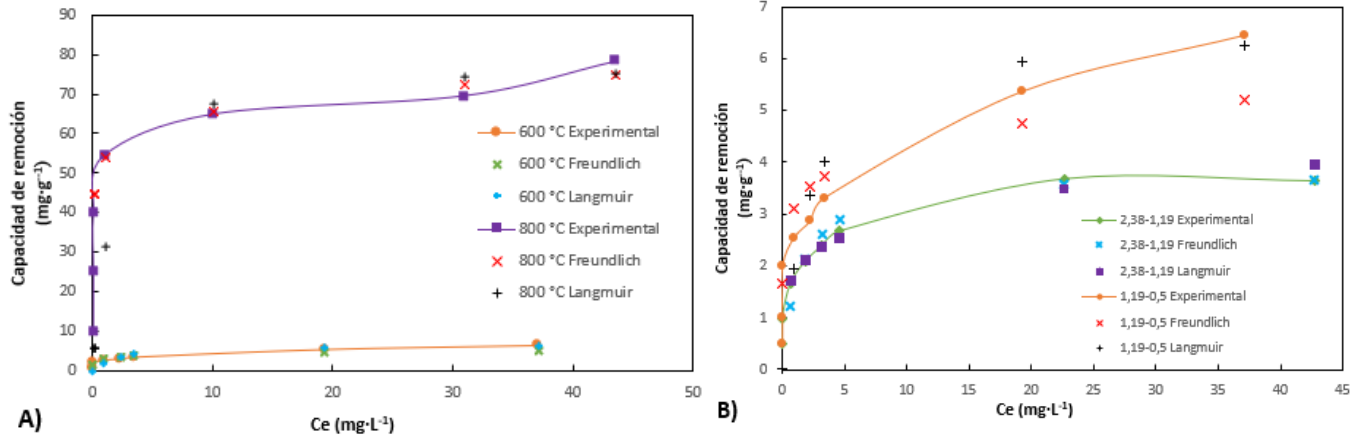 90
80
70
60
50
40
30
20
10
0
Capacidad de remoción
(mg·g⁻¹)
600 °C Experimental
600 °C Freundlich
600 °C Langmuir
800 °C Experimental
800 °C Freundlich
800 °C Langmuir
0 10 20 30 40 50
Ce (mg·L⁻¹)
A)
7
6
5
4
3
2
1
0
Capacidad de remoción
(mg·g⁻¹)
2,38-1,19 Experimental
2,38-1,19 Freundlich
2,38-1,19 Langmuir
1,19-0,5 Experimental
1,19-0,5 Freundlich
1,19-0,5 Langmuir
0 5 10 15 20 25 30 35 40 45
Ce (mg·L⁻¹)
B)